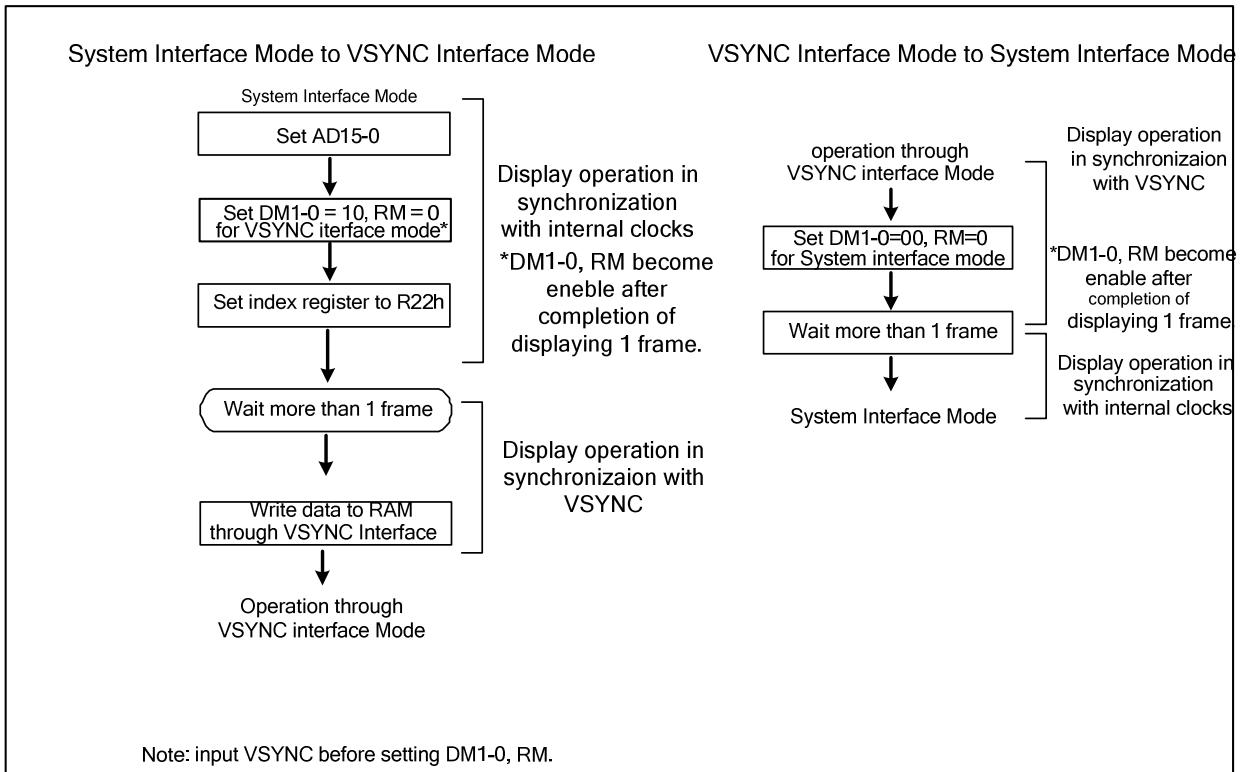 System Interface Mode to VSYNC Interface Mode
System Interface Mode
Set AD15-0
Set DM1-0 = 10, RM = 0
for VSYNC iterface mode*
Set index register to R22h
Wait more than 1 frame
Write data to RAM
through VSYNC Interface
Operation through
VSYNC interface Mode
Display operation in
synchronization
with internal clocks
*DM1-0, RM become
eneble after
completion of
displaying 1 frame.
Display operation in
synchronizaion with
VSYNC
VSYNC Interface Mode to System Interface Mode
operation through
VSYNC interface Mode
Set DM1-0=00, RM=0
for System interface mode
Wait more than 1 frame
System Interface Mode
Display operation
in synchronizaion
with VSYNC
*DM1-0, RM become
enable after
completion of
displaying 1 frame.
Display operation in
synchronization
with internal clocks
Note: input VSYNC before setting DM1-0, RM.